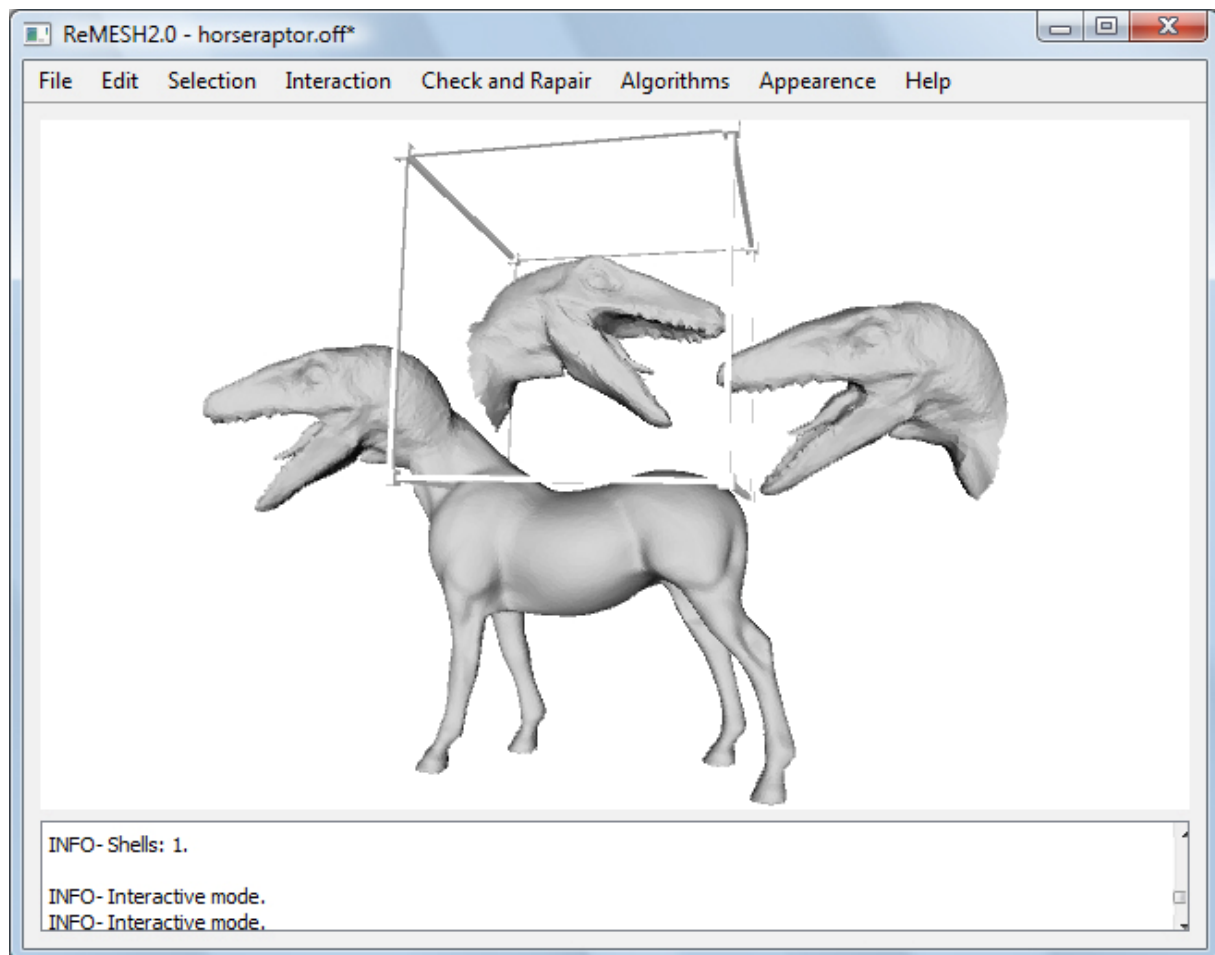 ReMESH2.0 - horseraptor.off*
File Edit Selection Interaction Check and Rapair Algorithms Appearence Help
INFO- Shells: 1.
INFO- Interactive mode.
INFO- Interactive mode.